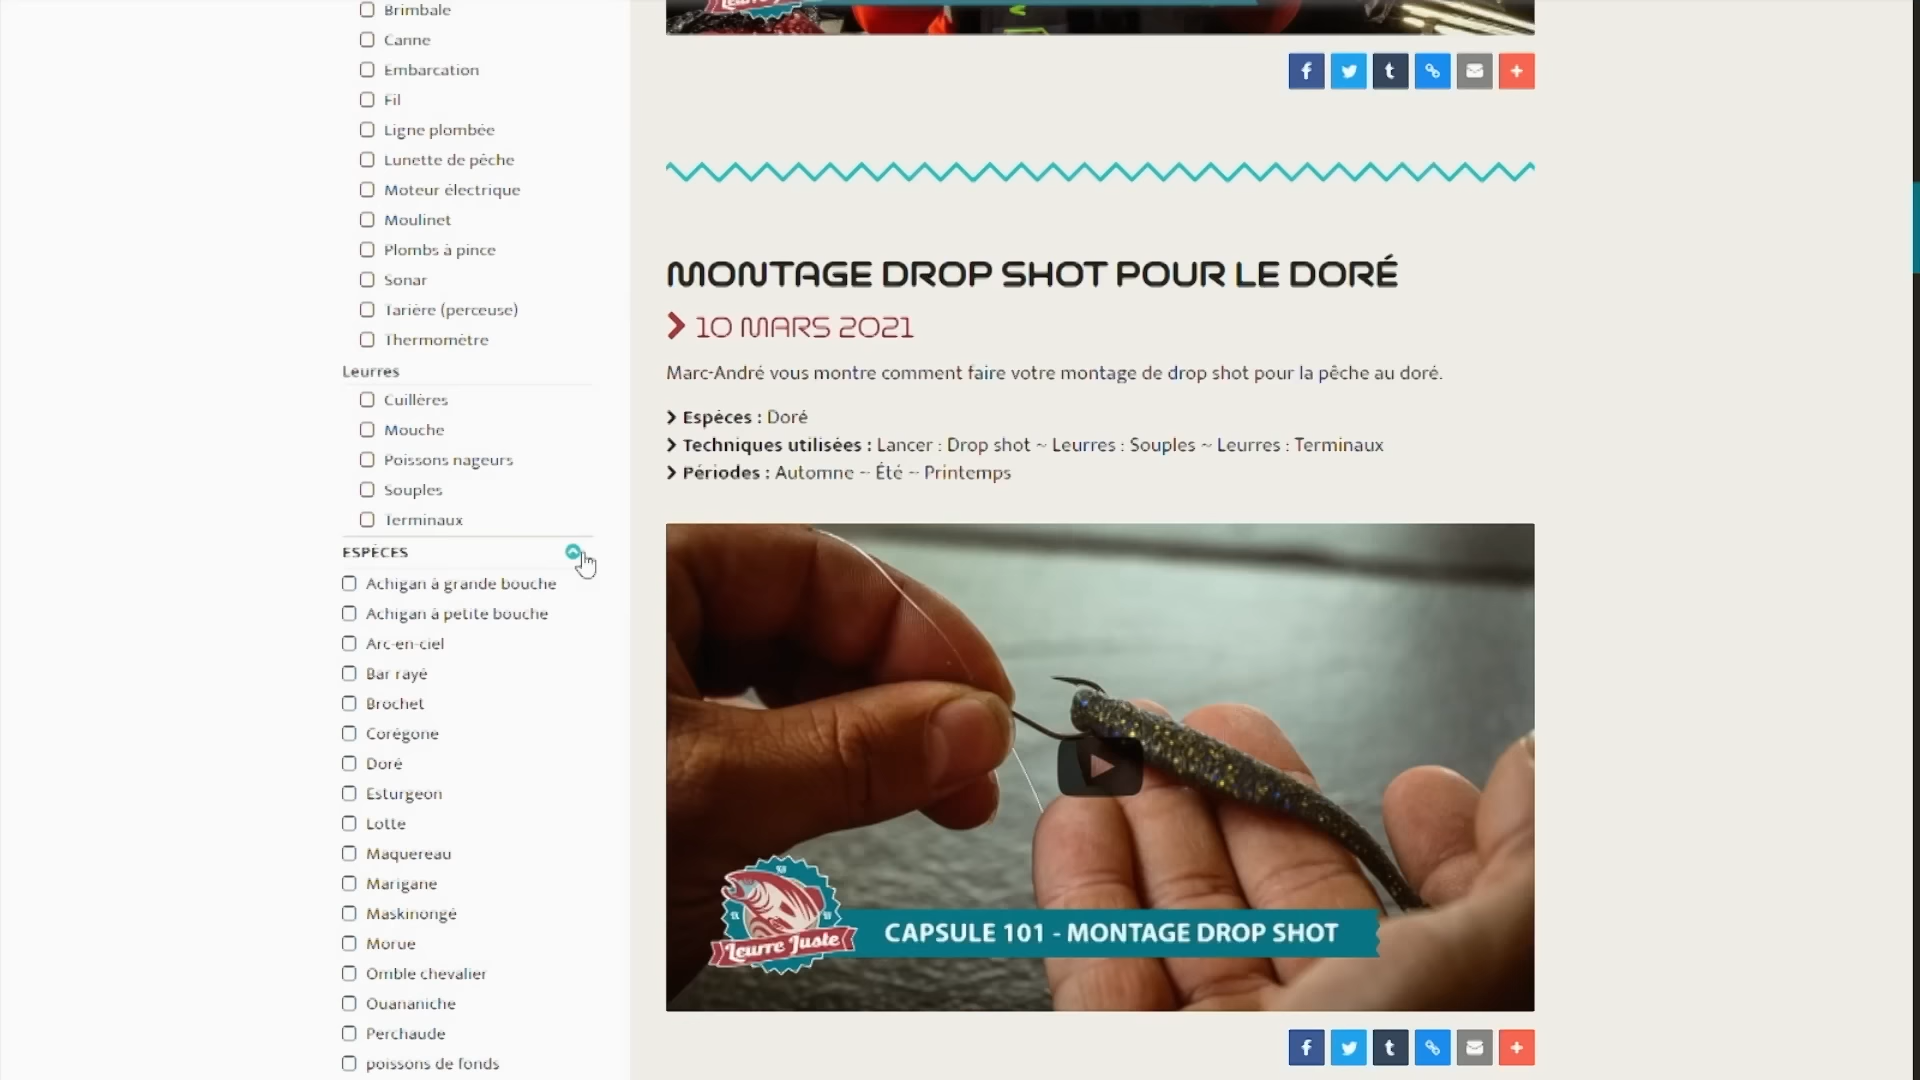 Brimbale
Canne
Embarcation
Fil
Ligne plombée
Lunette de pêche
Moteur électrique
Moulinet
Plombs à pince
Sonar
Tarière (perceuse)
Thermomètre
Leurres
Cuillères
Mouche
Poissons nageurs
Souples
Terminaux
ESPÈCES
Achigan à grande bouche
Achigan à petite bouche
Arc-en-ciel
Bar rayé
Brochet
Corégone
Doré
Esturgeon
Lotte
Maquereau
Marigane
Maskinongé
Morue
Omble chevalier
Ouananiche
Perchaude
poissons de fonds
MONTAGE DROP SHOT POUR LE DORÉ
10 MARS 2021
Marc-André vous montre comment faire votre montage de drop shot pour la pêche au doré.
Espèces : Doré
Techniques utilisées : Lancer : Drop shot ~ Leurres : Souples ~ Leurres : Terminaux
Périodes : Automne ~ Été ~ Printemps
Leurre Juste
CAPSULE 101 - MONTAGE DROP SHOT